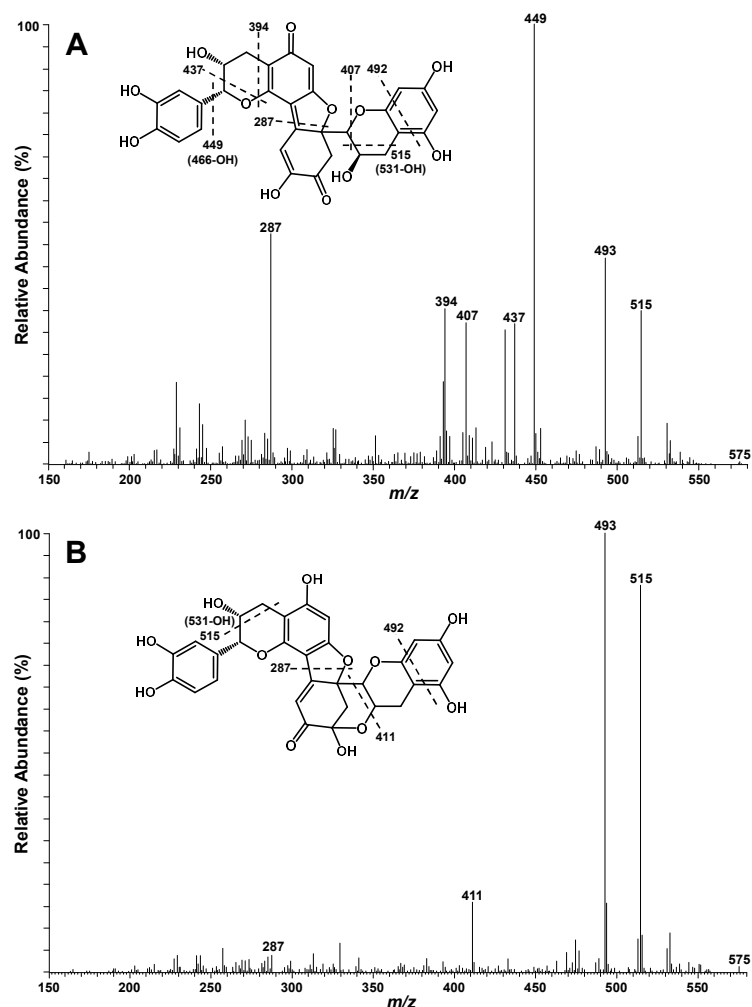 100
A
Relative Abundance (%)
449
O
394
HO
437
O
HO
HO
449
(466-OH)
287
O
407
492
OH
O
OH
515
(531-OH)
HO
HO
O
287
394
407
437
493
515
575
150 200 250 300 350 400 450 500 550
m/z
100
B
Relative Abundance (%)
493
515
OH
HO
(531-OH)
515
HO
HO
O
O
287
492
OH
O
OH
O
O
OH
411
411
287
575
150 200 250 300 350 400 450 500 550
m/z